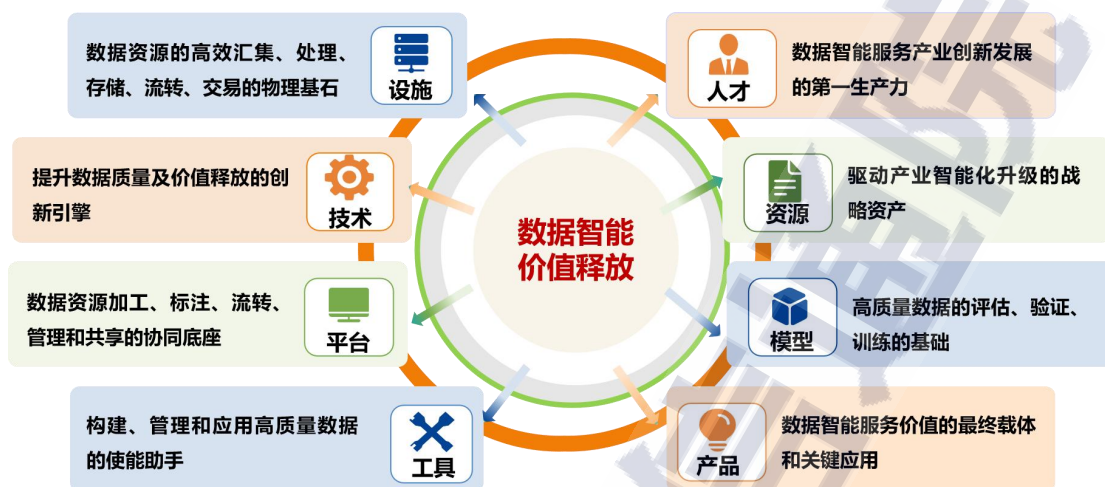 数据资源的高效汇集、处理、
存储、流转、交易的物理基石
设施
提升数据质量及价值释放的创
新引擎
技术
数据资源加工、标注、流转、
管理和共享的协同底座
平台
构建、管理和应用高质量数据
的使能助手
工具
数据智能
价值释放
人才
数据智能服务产业创新发展
的第一生产力
资源
驱动产业智能化升级的战
略资产
模型
高质量数据的评估、验证、
训练的基础
产品
数据智能服务价值的最终载体
和关键应用